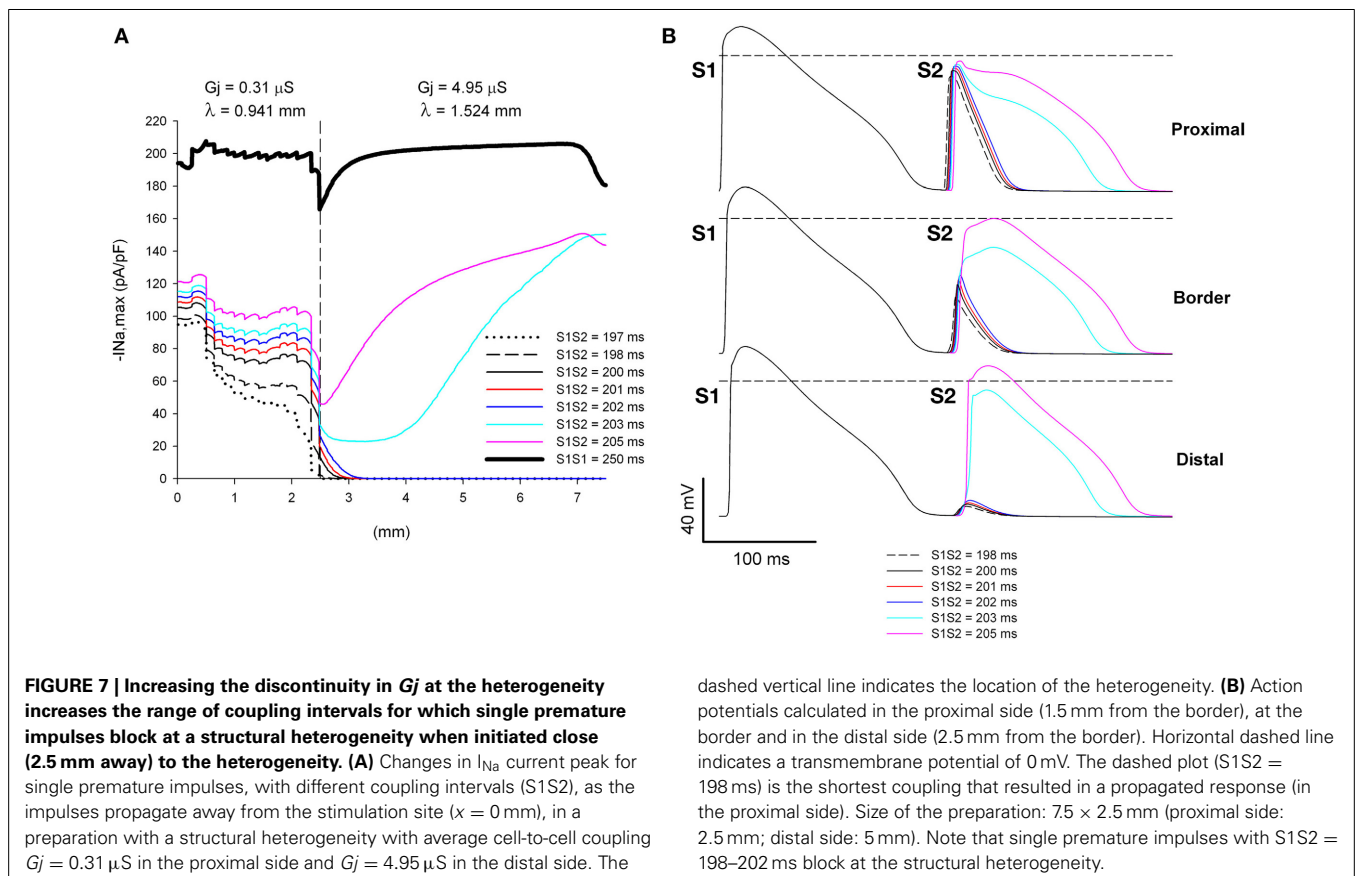 A
Gj = 0.31 μS
λ = 0.941 mm
Gj = 4.95 μS
λ = 1.524 mm
-INa,max (pA/pF)
220
200
180
160
140
120
100
80
60
40
20
0
0 1 2 3 4 5 6 7
(mm)
S1S2 = 197 ms
S1S2 = 198 ms
S1S2 = 200 ms
S1S2 = 201 ms
S1S2 = 202 ms
S1S2 = 203 ms
S1S2 = 205 ms
S1S1 = 250 ms
B
S1
S2
Proximal
S1
S2
Border
S1
S2
Distal
40 mV
100 ms
S1S2 = 198 ms
S1S2 = 200 ms
S1S2 = 201 ms
S1S2 = 202 ms
S1S2 = 203 ms
S1S2 = 205 ms
FIGURE 7 | Increasing the discontinuity in Gj at the heterogeneity
increases the range of coupling intervals for which single premature
impulses block at a structural heterogeneity when initiated close
(2.5 mm away) to the heterogeneity. (A) Changes in INa current peak for
single premature impulses, with different coupling intervals (S1S2), as the
impulses propagate away from the stimulation site (x = 0 mm), in a
preparation with a structural heterogeneity with average cell-to-cell coupling
Gj = 0.31 μS in the proximal side and Gj = 4.95 μS in the distal side. The
dashed vertical line indicates the location of the heterogeneity. (B) Action
potentials calculated in the proximal side (1.5 mm from the border), at the
border and in the distal side (2.5 mm from the border). Horizontal dashed line
indicates a transmembrane potential of 0 mV. The dashed plot (S1S2 =
198 ms) is the shortest coupling that resulted in a propagated response (in
the proximal side). Size of the preparation: 7.5 × 2.5 mm (proximal side:
2.5 mm; distal side: 5 mm). Note that single premature impulses with S1S2 =
198–202 ms block at the structural heterogeneity.